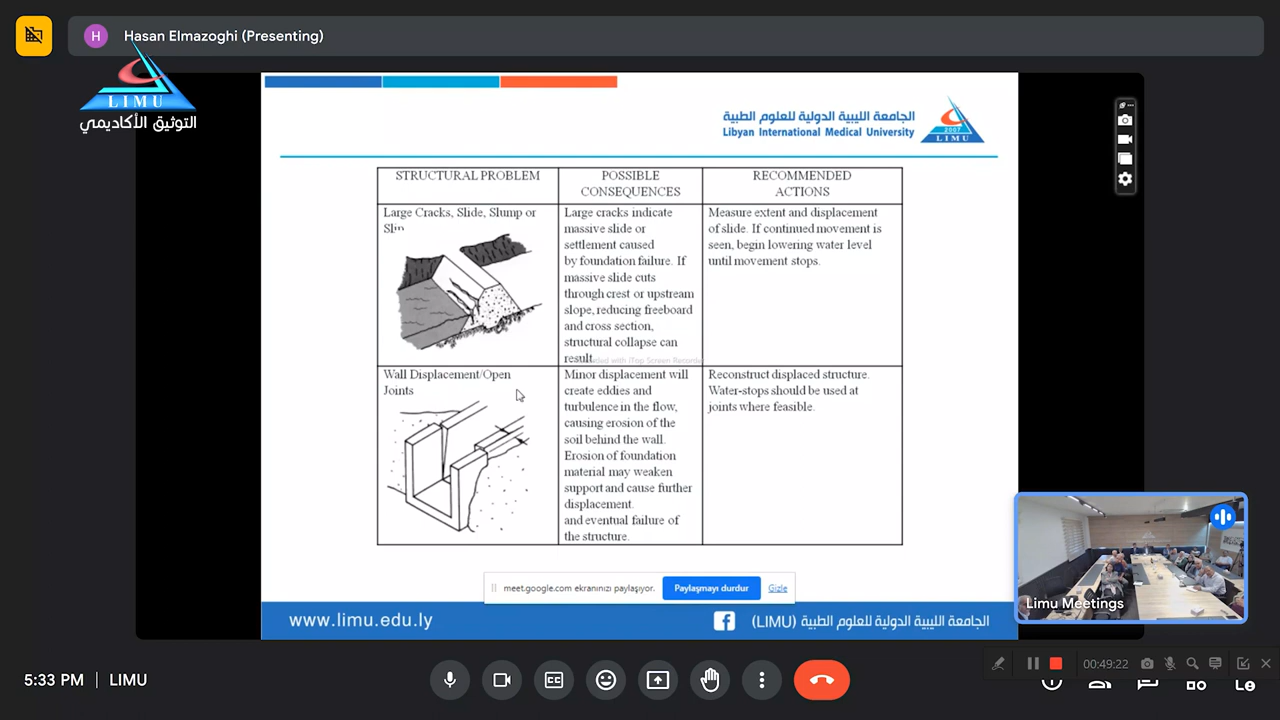 H
Hasan Elmazoghi (Presenting)
LIMU
التوثيق الأكاديمي
الجامعة الليبية الدولية للعلوم الطبية
Libyan International Medical University
2007
LIMU
STRUCTURAL PROBLEM
POSSIBLE
CONSEQUENCES
RECOMMENDED
ACTIONS
Large Cracks, Slide, Slump or
Slip
Large cracks indicate
massive slide or
settlement caused
by foundation failure. If
massive slide cuts
through crest or upstream
slope, reducing freeboard
and cross section,
structural collapse can
result.
Measure extent and displacement
of slide. If continued movement is
seen, begin lowering water level
until movement stops.
Recorded with iTop Screen Recorder
Wall Displacement/Open
Joints
Minor displacement will
create eddies and
turbulence in the flow,
causing erosion of the
soil behind the wall.
Erosion of foundation
material may weaken
support and cause further
displacement.
and eventual failure of
the structure.
Reconstruct displaced structure.
Water-stops should be used at
joints where feasible.
meet.google.com ekranınızı paylaşıyor.
Paylaşmayı durdur
Gizle
www.limu.edu.ly
الجامعة الليبية الدولية للعلوم الطبية (LIMU)
Limu Meetings
00:49:22
5:33 PM | LIMU